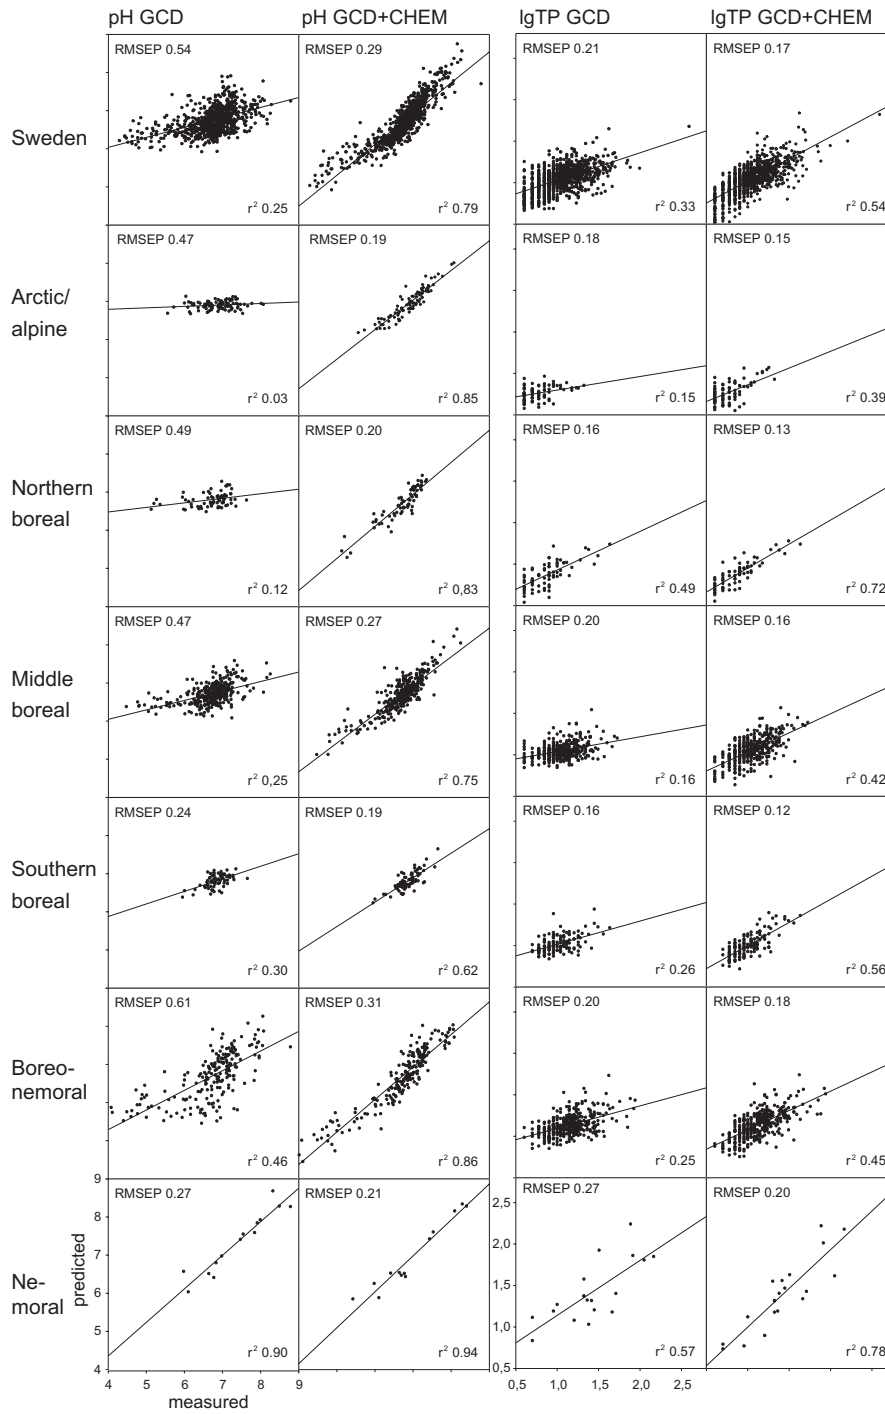 pH GCD pH GCD+CHEM lgTP GCD lgTP GCD+CHEM
Sweden
RMSEP 0.54 RMSEP 0.29 RMSEP 0.21 RMSEP 0.17
r² 0.25 r² 0.79 r² 0.33 r² 0.54
Arctic/
alpine
RMSEP 0.47 RMSEP 0.19 RMSEP 0.18 RMSEP 0.15
r² 0.03 r² 0.85 r² 0.15 r² 0.39
Northern
boreal
RMSEP 0.49 RMSEP 0.20 RMSEP 0.16 RMSEP 0.13
r² 0.12 r² 0,83 r² 0.49 r² 0.72
Middle
boreal
RMSEP 0.47 RMSEP 0.27 RMSEP 0.20 RMSEP 0.16
r² 0,25 r² 0.75 r² 0.16 r² 0.42
Southern
boreal
RMSEP 0.24 RMSEP 0.19 RMSEP 0.16 RMSEP 0.12
r² 0.30 r² 0.62 r² 0.26 r² 0.56
Boreo-
nemoral
RMSEP 0.61 RMSEP 0.31 RMSEP 0.20 RMSEP 0.18
r² 0.46 r² 0.86 r² 0.25 r² 0.45
Ne-
moral
RMSEP 0.27 RMSEP 0.21 RMSEP 0.27 RMSEP 0.20
r² 0.90 r² 0.94 r² 0.57 r² 0.78
9
8
7
6
5
4
predicted
2,5
2,0
1,5
1,0
0,5
4 5 6 7 8 9 0,5 1,0 1,5 2,0 2,5
measured